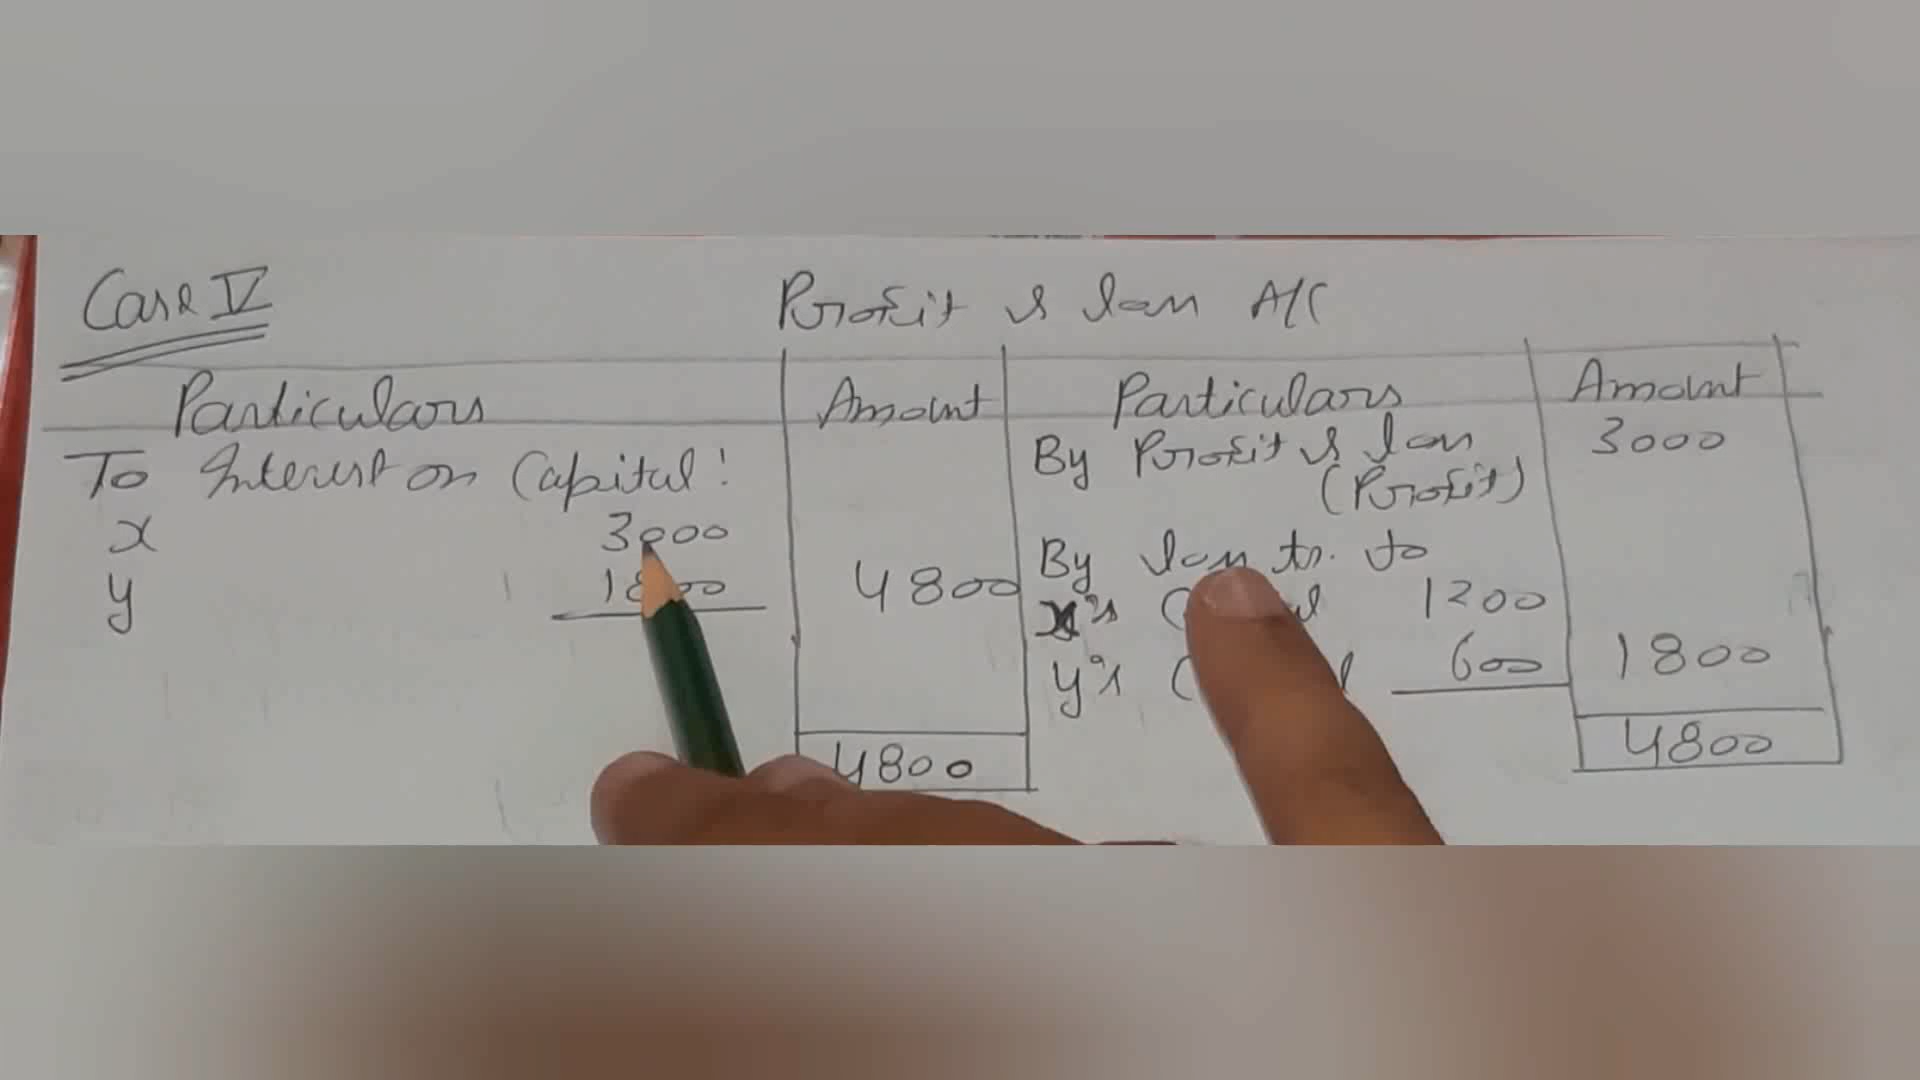 Case V
Profit & Loss A/C
Particulars Amount Particulars Amount
To Interest on Capital: By Profit & Loss (Profit) 3000
x 3000
y 1800 4800
By Loss tr. to
X's 1200
Y's 600 1800
4800 4800